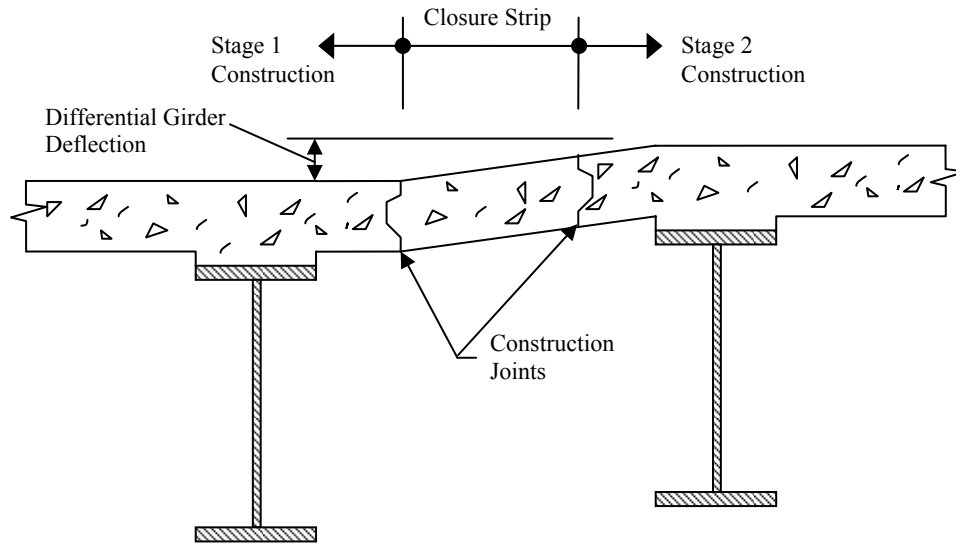 Closure Strip
Stage 1
Construction
Stage 2
Construction
Differential Girder
Deflection
Construction
Joints